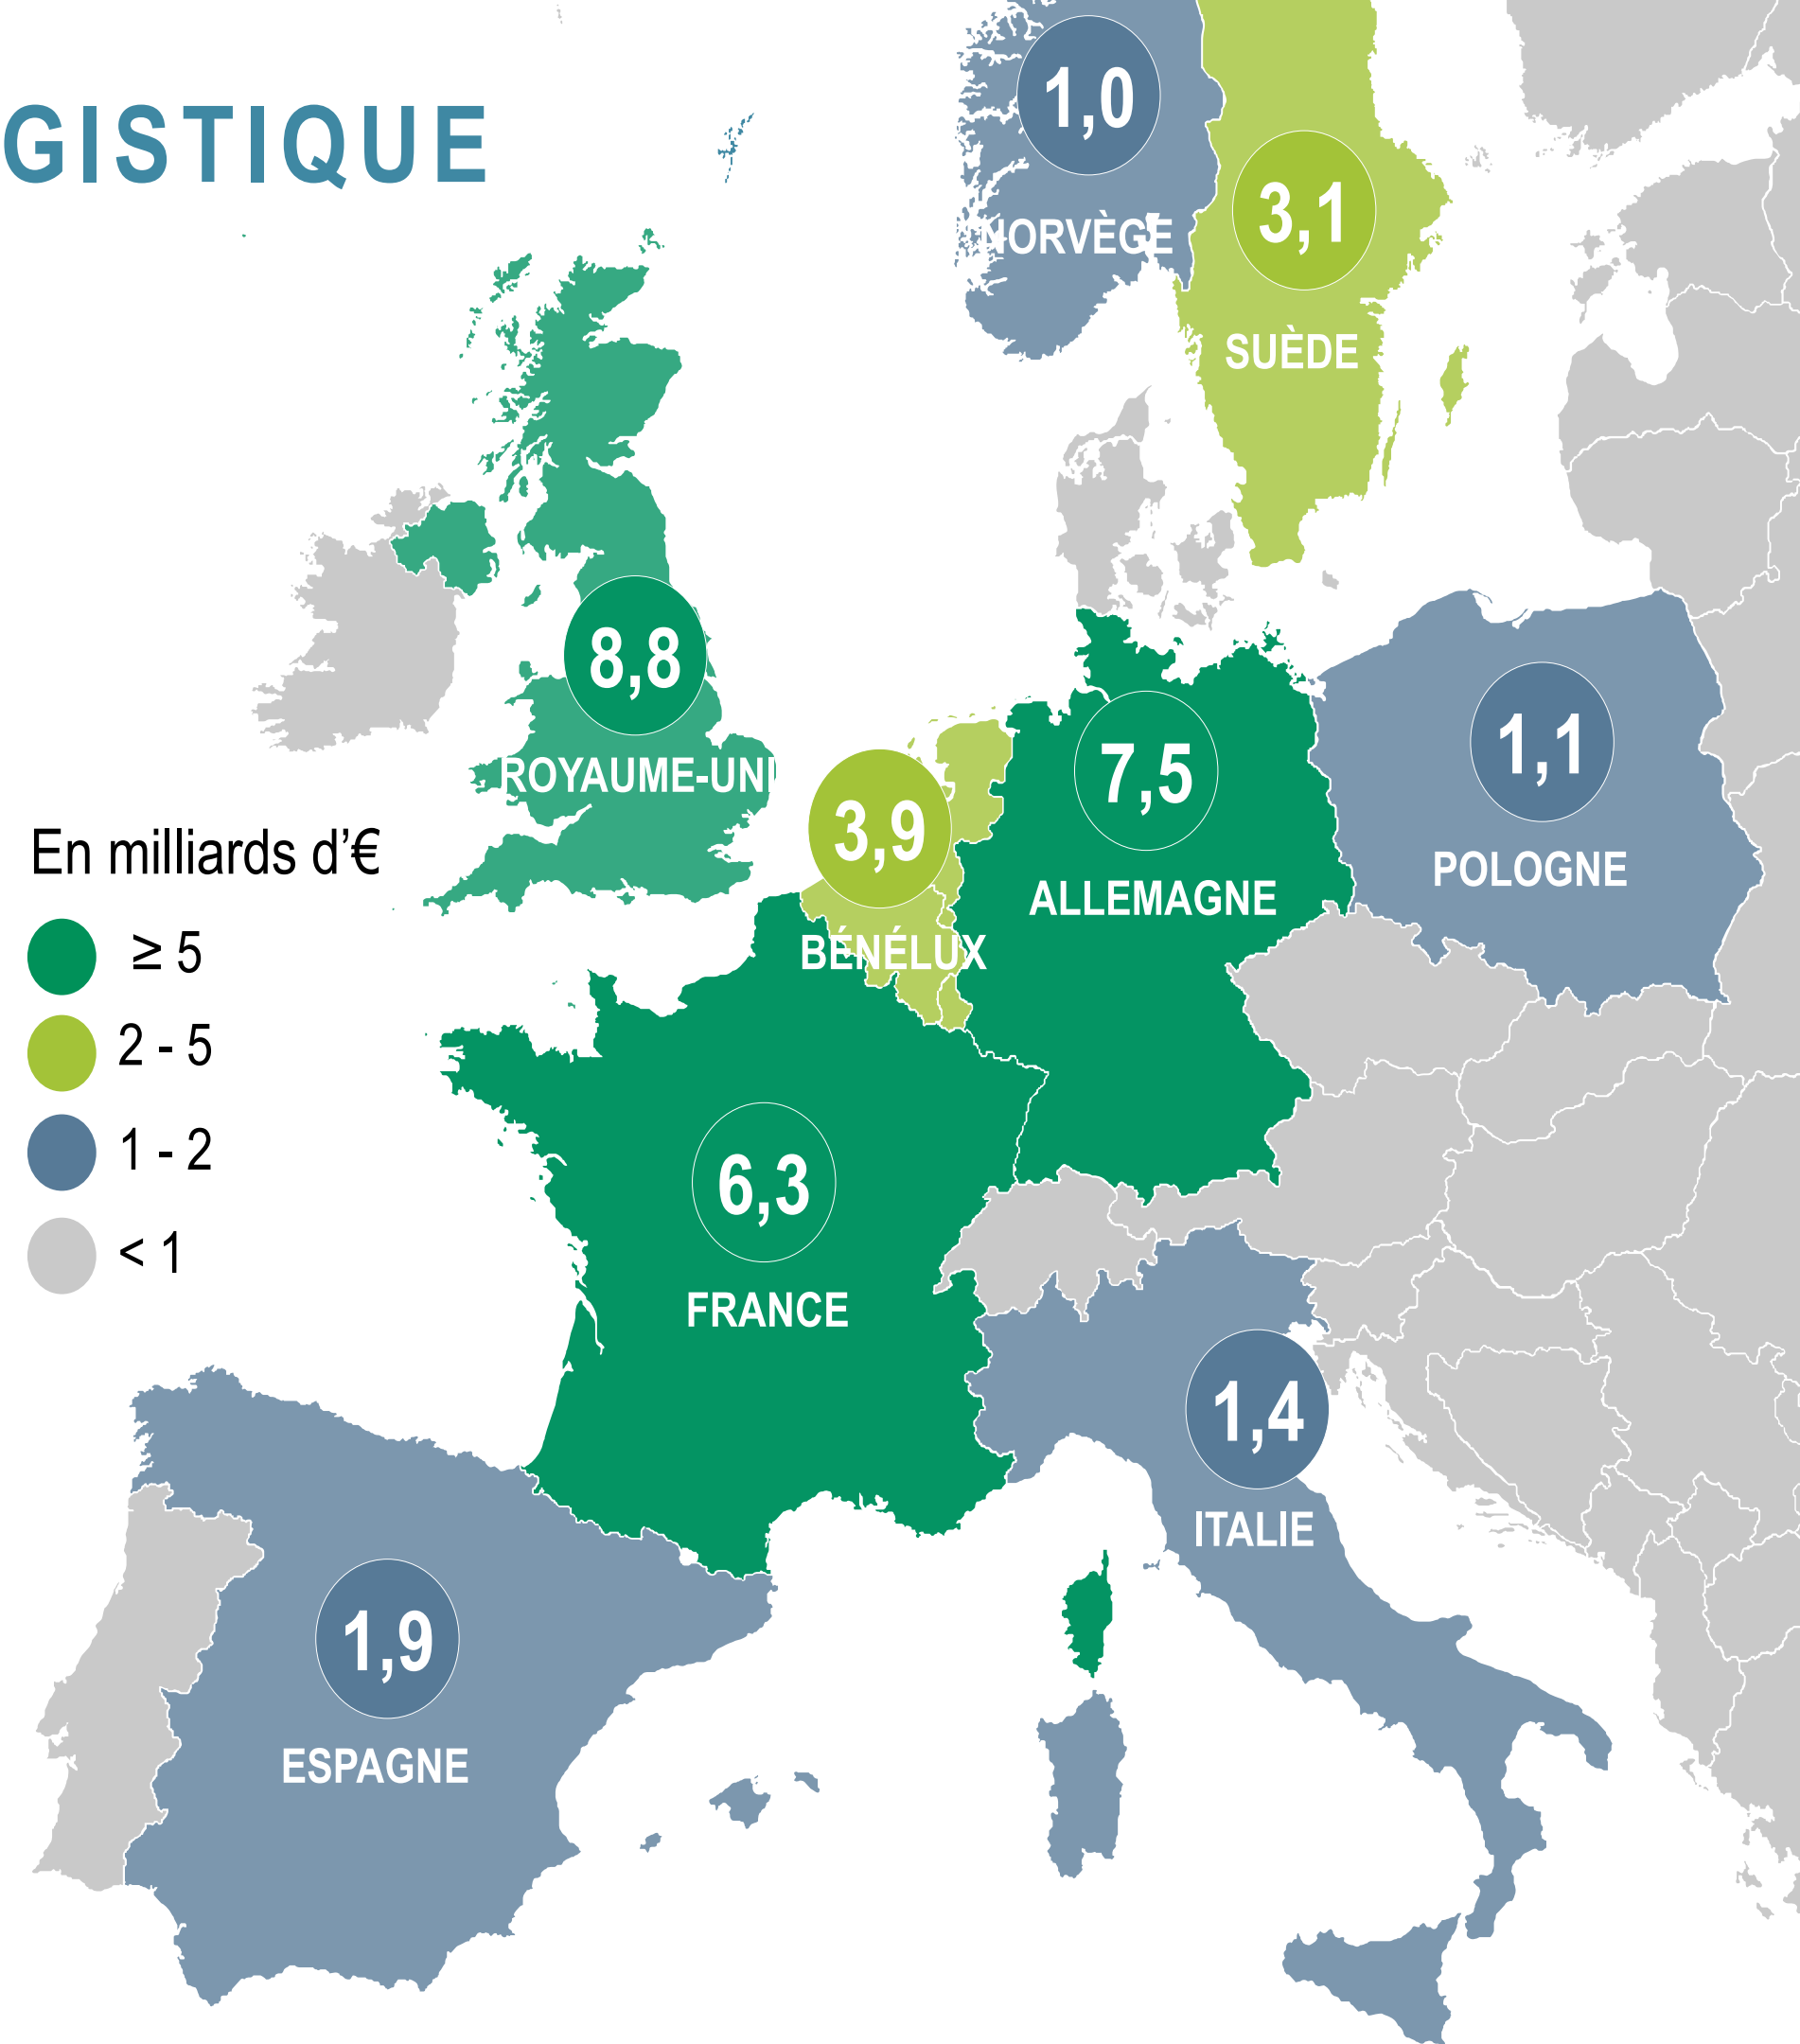 GISTIQUE
1,0
NORVÈGE
3,1
SUÈDE
8,8
ROYAUME-UNI
7,5
ALLEMAGNE
1,1
POLOGNE
3,9
BÉNÉLUX
En milliards d'€
≥ 5
2 - 5
1 - 2
< 1
6,3
FRANCE
1,4
ITALIE
1,9
ESPAGNE